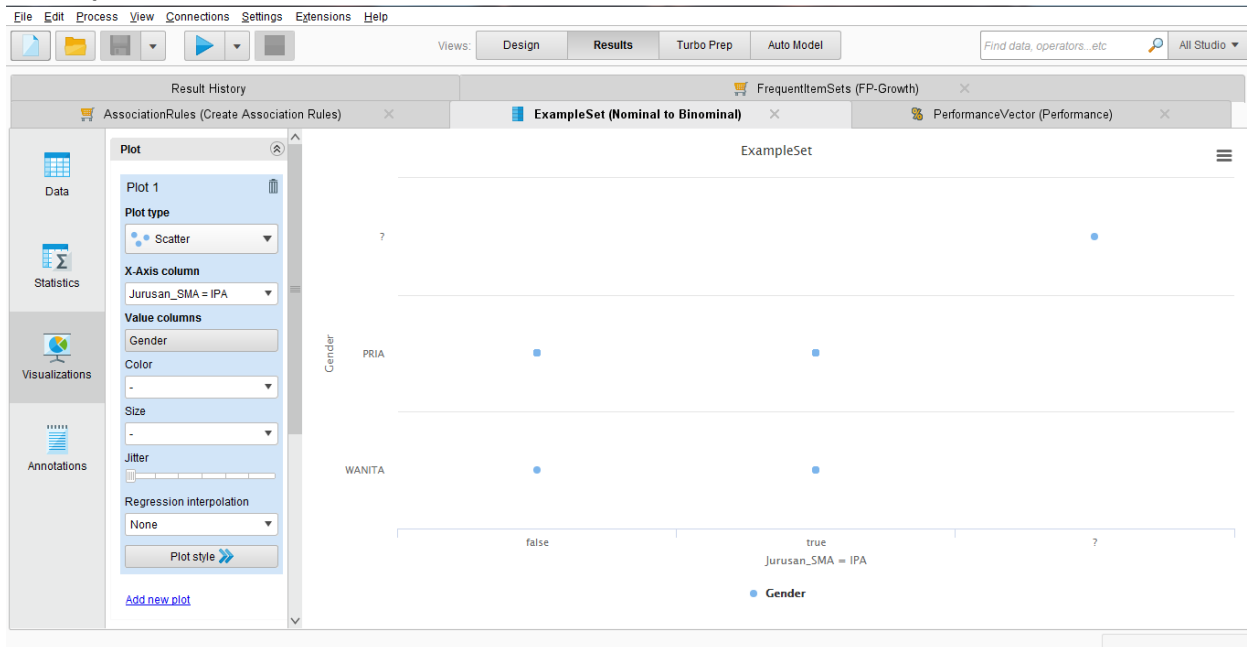 File Edit Process View Connections Settings Extensions Help
Views: Design Results Turbo Prep Auto Model Find data, operators...etc All Studio
Result History FrequentItemSets (FP-Growth)
AssociationRules (Create Association Rules) ExampleSet (Nominal to Binominal) PerformanceVector (Performance)
Data
Statistics
Visualizations
Annotations
Plot
Plot 1
Plot type
Scatter
X-Axis column
Jurusan_SMA = IPA
Value columns
Gender
Color
-
Size
-
Jitter
Regression interpolation
None
Plot style
Add new plot
ExampleSet
Gender
?
PRIA
WANITA
false true ?
Jurusan_SMA = IPA
Gender